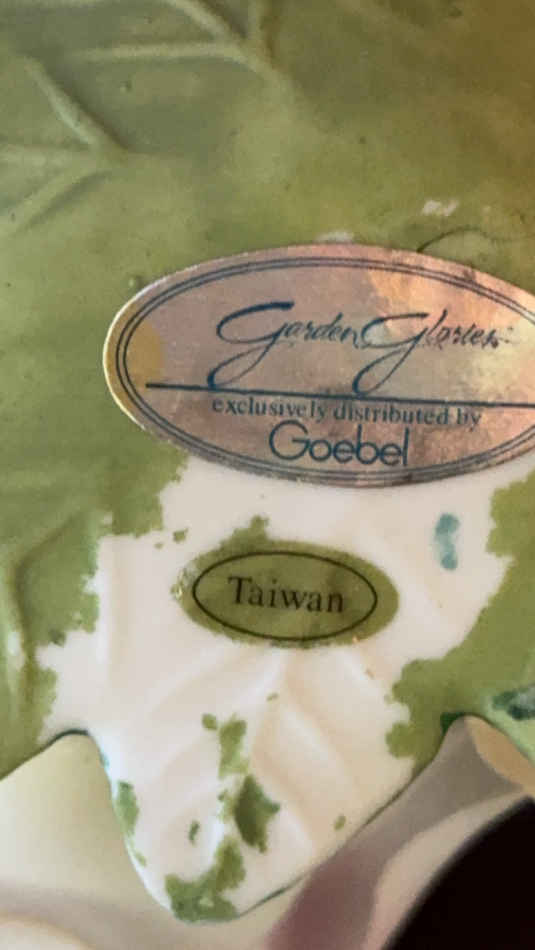 Garden Glories
exclusively distributed by
Goebel
Taiwan